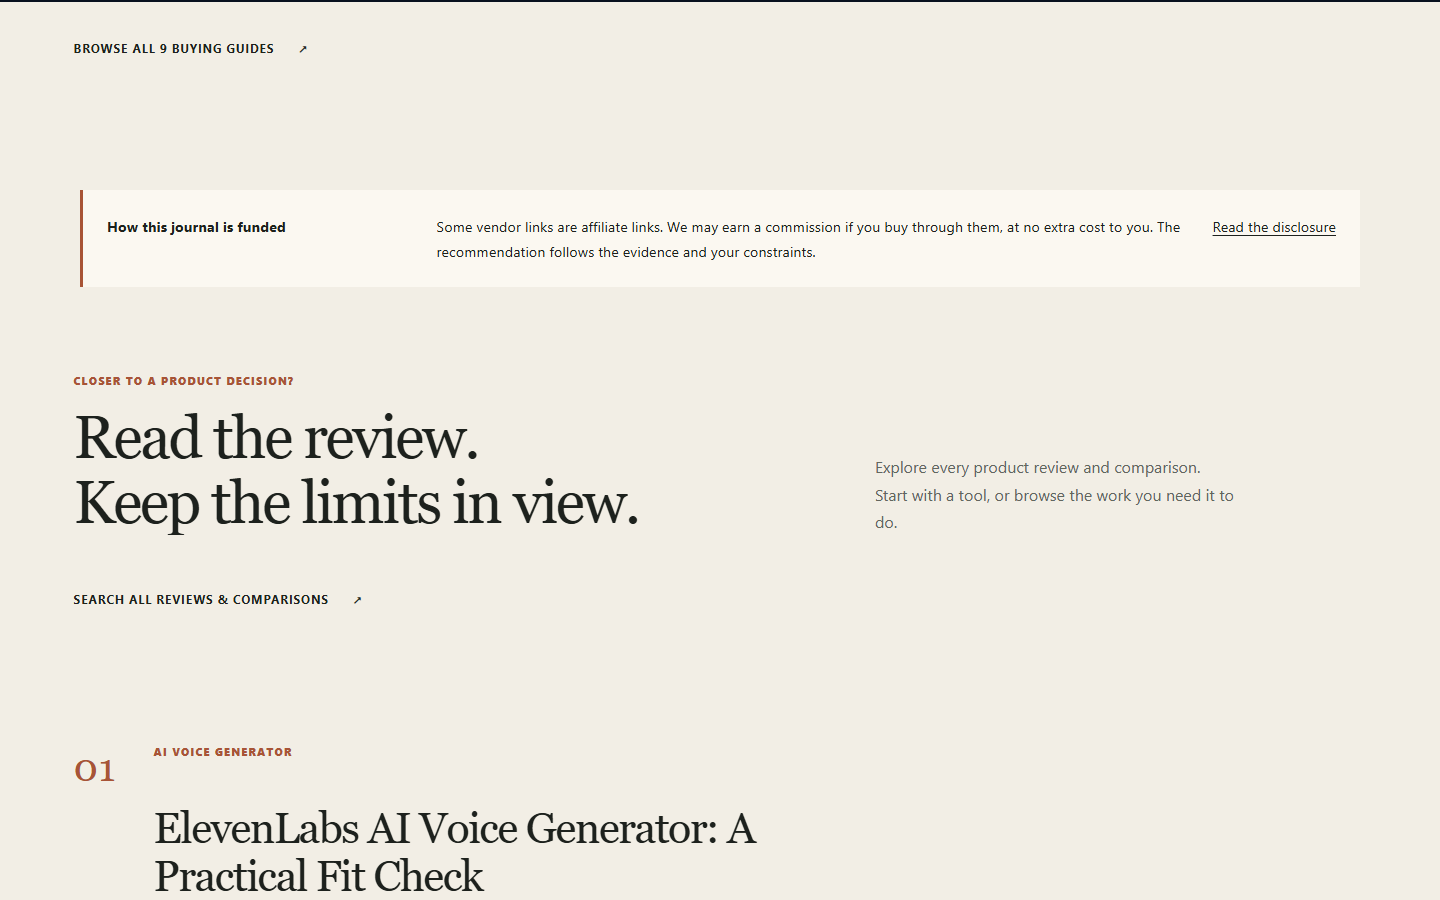 BROWSE ALL 9 BUYING GUIDES ↗
How this journal is funded
Some vendor links are affiliate links. We may earn a commission if you buy through them, at no extra cost to you. The
recommendation follows the evidence and your constraints.
Read the disclosure
CLOSER TO A PRODUCT DECISION?
Read the review.
Keep the limits in view.
Explore every product review and comparison.
Start with a tool, or browse the work you need it to
do.
SEARCH ALL REVIEWS & COMPARISONS ↗
01
AI VOICE GENERATOR
ElevenLabs AI Voice Generator: A
Practical Fit Check